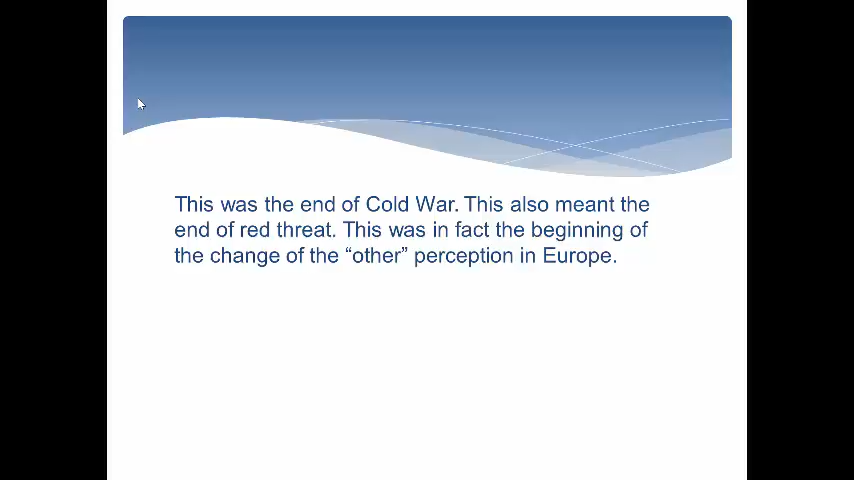 This was the end of Cold War. This also meant the
end of red threat. This was in fact the beginning of
the change of the “other” perception in Europe.